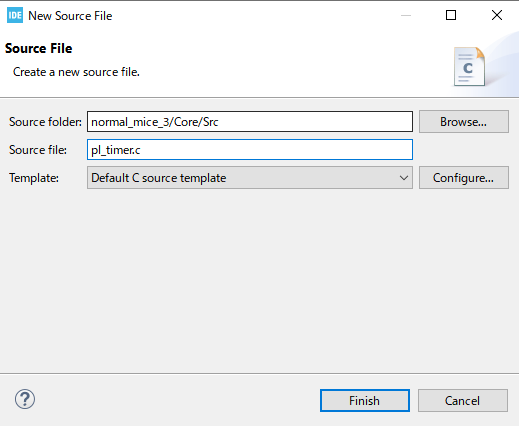 IDE New Source File
Source File
Create a new source file.
C
Source folder: normal_mice_3/Core/Src Browse...
Source file: pl_timer.c
Template: Default C source template Configure...
? Finish Cancel